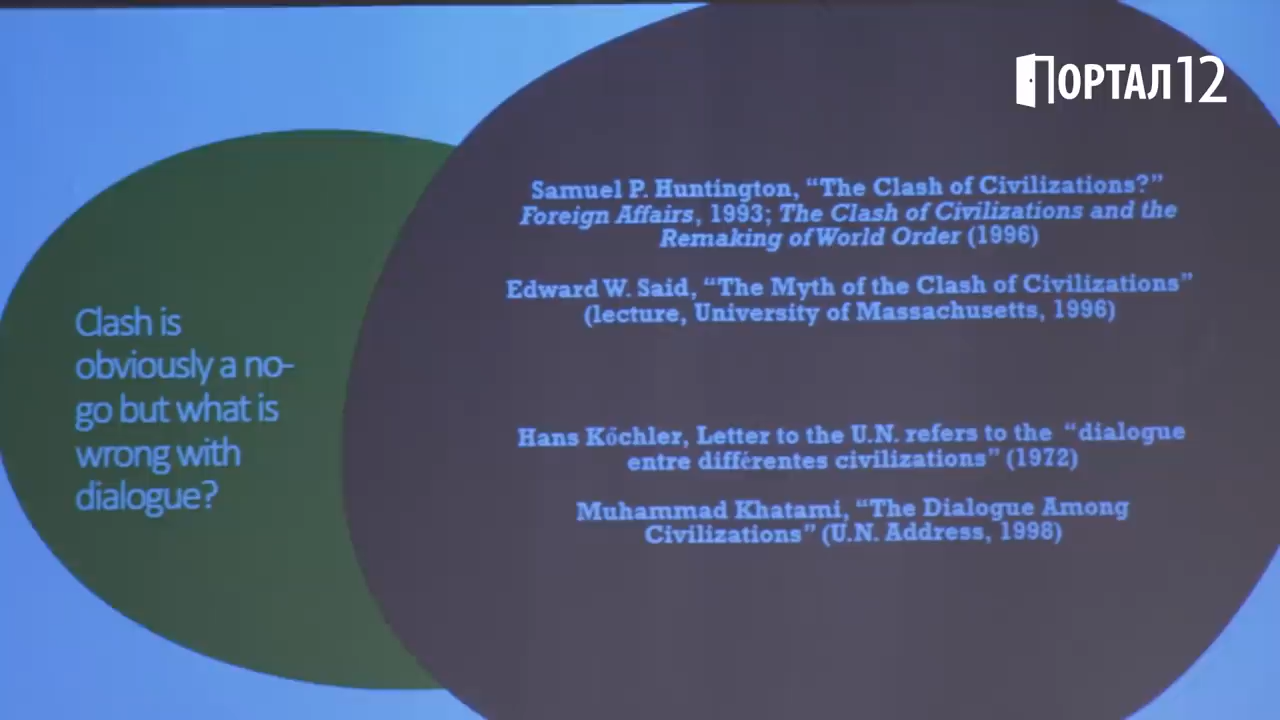 ПОРТАЛ12
Samuel P. Huntington, “The Clash of Civilizations?”
Foreign Affairs, 1993; The Clash of Civilizations and the
Remaking of World Order (1996)
Edward W. Said, “The Myth of the Clash of Civilizations”
(lecture, University of Massachusetts, 1996)
Clash is
obviously a no-
go but what is
wrong with
dialogue?
Hans Kőchler, Letter to the U.N. refers to the “dialogue
entre différentes civilizations” (1972)
Muhammad Khatami, “The Dialogue Among
Civilizations” (U.N. Address, 1998)